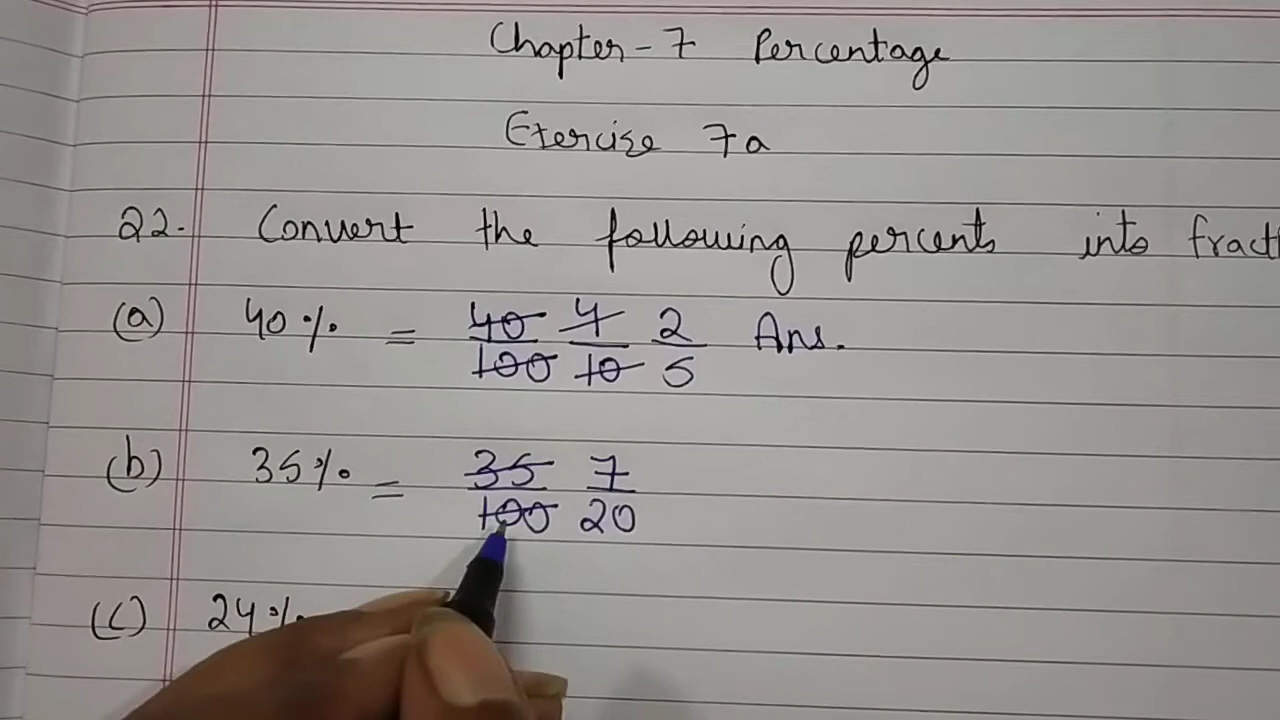 Chapter-7 Percentage
Exercise 7a
22. Convert the following percents into fract
(a) 40% = 40/100 4/10 2/5 Ans.
(b) 35% = 35/100 7/20
(c) 24%